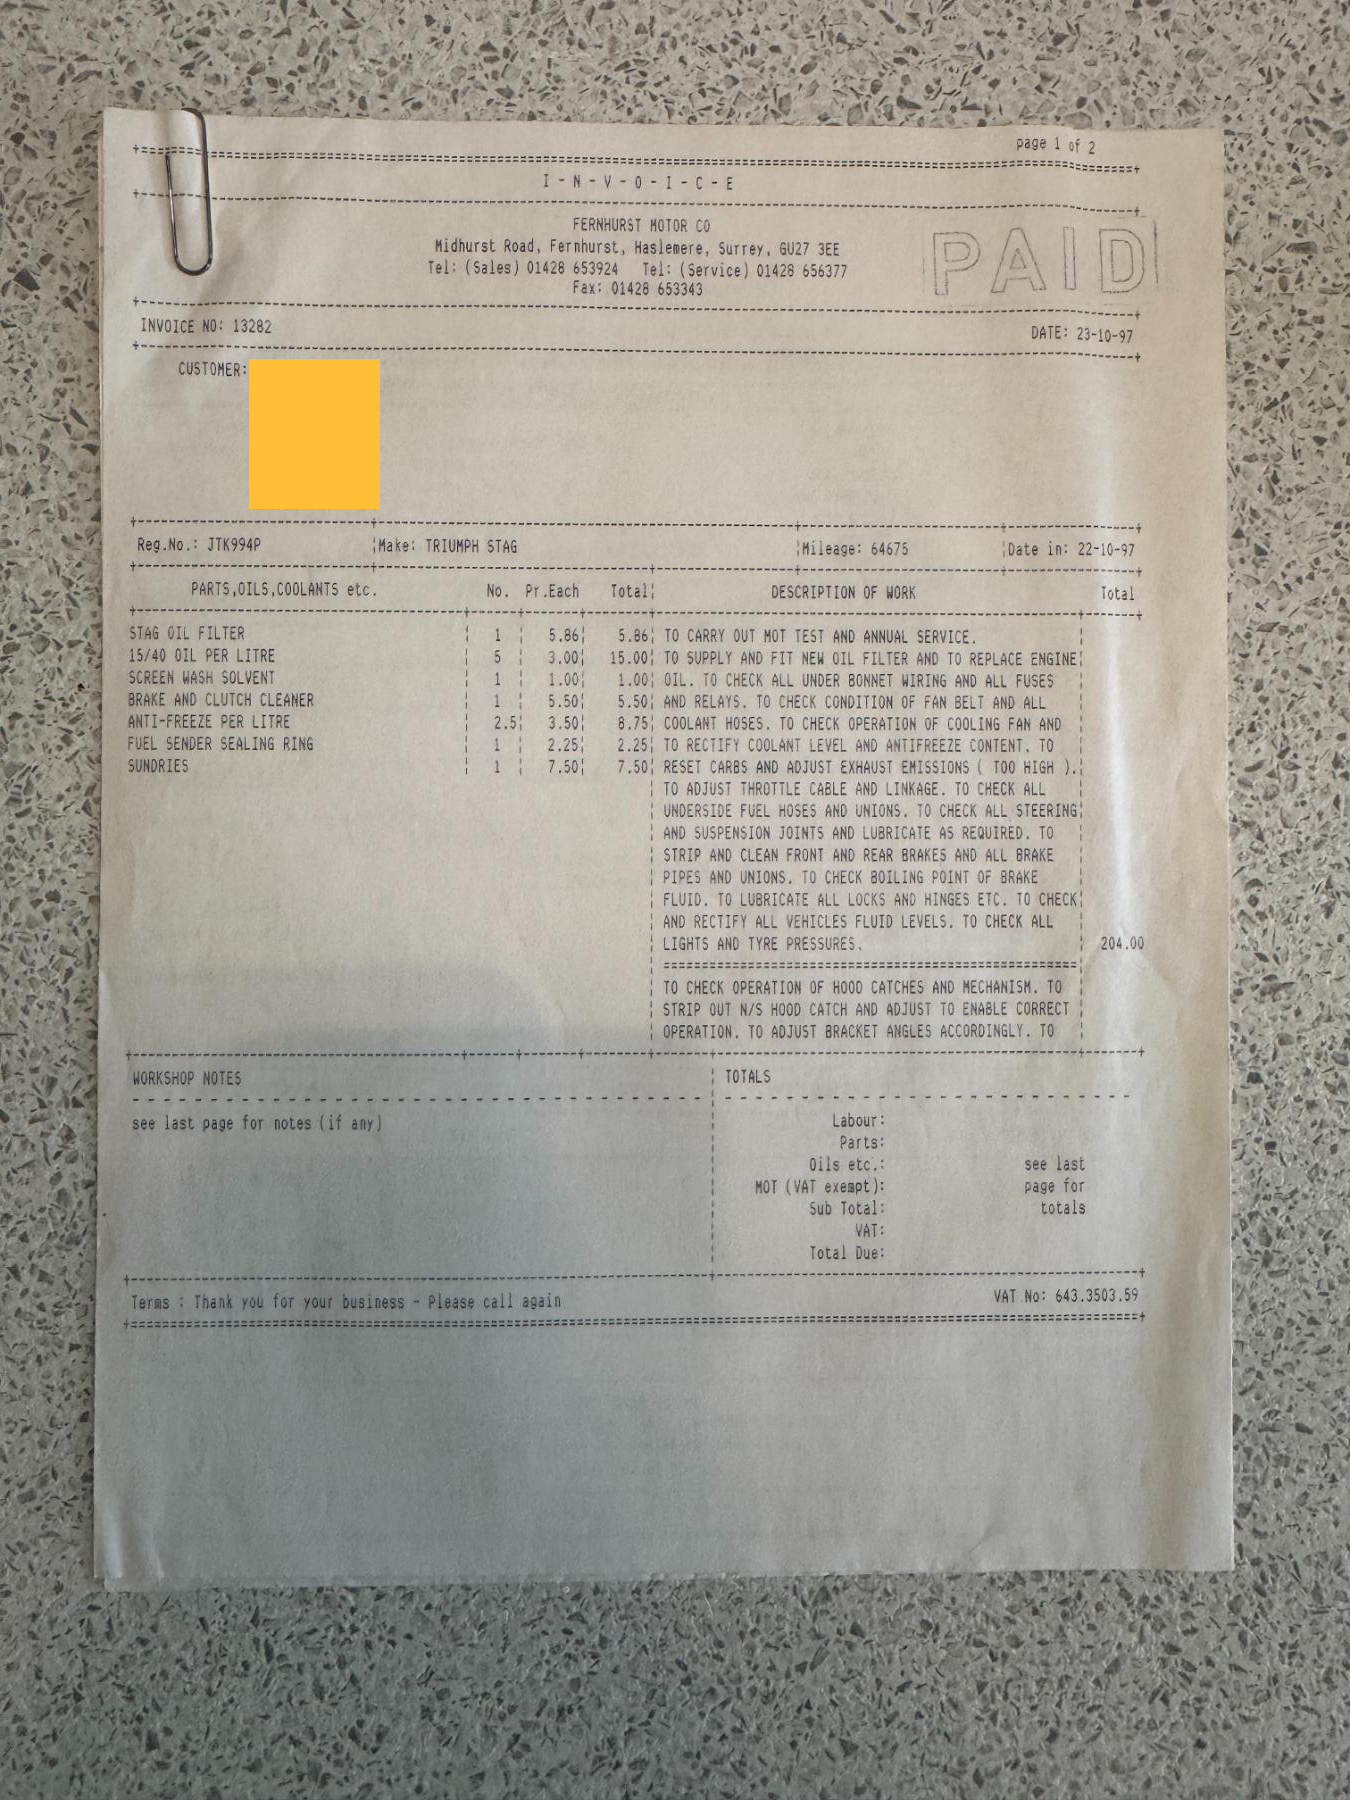 page 1 of 2
I - N - V - O - I - C - E
FERNHURST MOTOR CO
Midhurst Road, Fernhurst, Haslemere, Surrey, GU27 3EE
Tel: (Sales) 01428 653924 Tel: (Service) 01428 656377
Fax: 01428 653343
PAID
INVOICE NO: 13282 DATE: 23-10-97
CUSTOMER:
Reg.No.: JTK994P Make: TRIUMPH STAG Mileage: 64675 Date in: 22-10-97
PARTS,OILS,COOLANTS etc. No. Pr.Each Total DESCRIPTION OF WORK Total
STAG OIL FILTER 1 5.86 5.86 TO CARRY OUT MOT TEST AND ANNUAL SERVICE.
15/40 OIL PER LITRE 5 3.00 15.00 TO SUPPLY AND FIT NEW OIL FILTER AND TO REPLACE ENGINE
SCREEN WASH SOLVENT 1 1.00 1.00 OIL. TO CHECK ALL UNDER BONNET WIRING AND ALL FUSES
BRAKE AND CLUTCH CLEANER 1 5.50 5.50 AND RELAYS. TO CHECK CONDITION OF FAN BELT AND ALL
ANTI-FREEZE PER LITRE 2.5 3.50 8.75 COOLANT HOSES. TO CHECK OPERATION OF COOLING FAN AND
FUEL SENDER SEALING RING 1 2.25 2.25 TO RECTIFY COOLANT LEVEL AND ANTIFREEZE CONTENT. TO
SUNDRIES 1 7.50 7.50 RESET CARBS AND ADJUST EXHAUST EMISSIONS ( TOO HIGH ).
TO ADJUST THROTTLE CABLE AND LINKAGE. TO CHECK ALL
UNDERSIDE FUEL HOSES AND UNIONS. TO CHECK ALL STEERING
AND SUSPENSION JOINTS AND LUBRICATE AS REQUIRED. TO
STRIP AND CLEAN FRONT AND REAR BRAKES AND ALL BRAKE
PIPES AND UNIONS. TO CHECK BOILING POINT OF BRAKE
FLUID. TO LUBRICATE ALL LOCKS AND HINGES ETC. TO CHECK
AND RECTIFY ALL VEHICLES FLUID LEVELS. TO CHECK ALL
LIGHTS AND TYRE PRESSURES. 204.00
TO CHECK OPERATION OF HOOD CATCHES AND MECHANISM. TO
STRIP OUT N/S HOOD CATCH AND ADJUST TO ENABLE CORRECT
OPERATION. TO ADJUST BRACKET ANGLES ACCORDINGLY. TO
WORKSHOP NOTES TOTALS
see last page for notes (if any)
Labour:
Parts:
Oils etc.: see last
MOT (VAT exempt): page for
Sub Total: totals
VAT:
Total Due:
Terms : Thank you for your business - Please call again VAT No: 643.3503.59